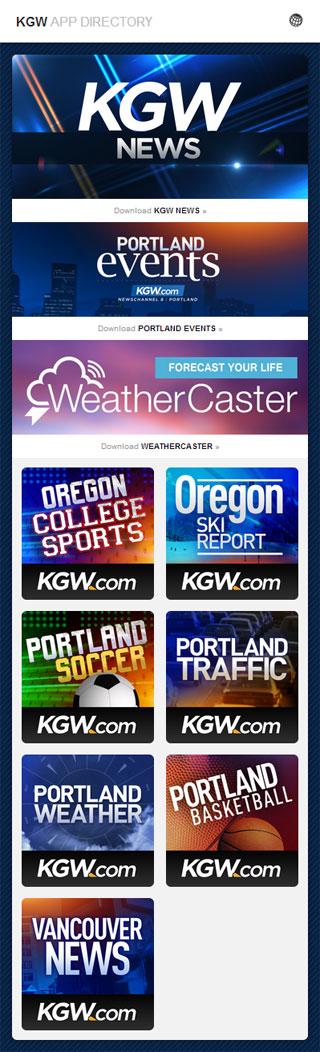 KGW APP DIRECTORY
KGW
NEWS
Download KGW NEWS »
PORTLAND
events
KGW.com
NEWSCHANNEL 8 | PORTLAND
Download PORTLAND EVENTS »
FORECAST YOUR LIFE
WeatherCaster
Download WEATHERCASTER »
OREGON
COLLEGE
SPORTS
KGW.com
Oregon
SKI
REPORT
KGW.com
PORTLAND
SOCCER
KGW.com
PORTLAND
TRAFFIC
KGW.com
PORTLAND
WEATHER
KGW.com
PORTLAND
BASKETBALL
KGW.com
VANCOUVER
NEWS
KGW.com